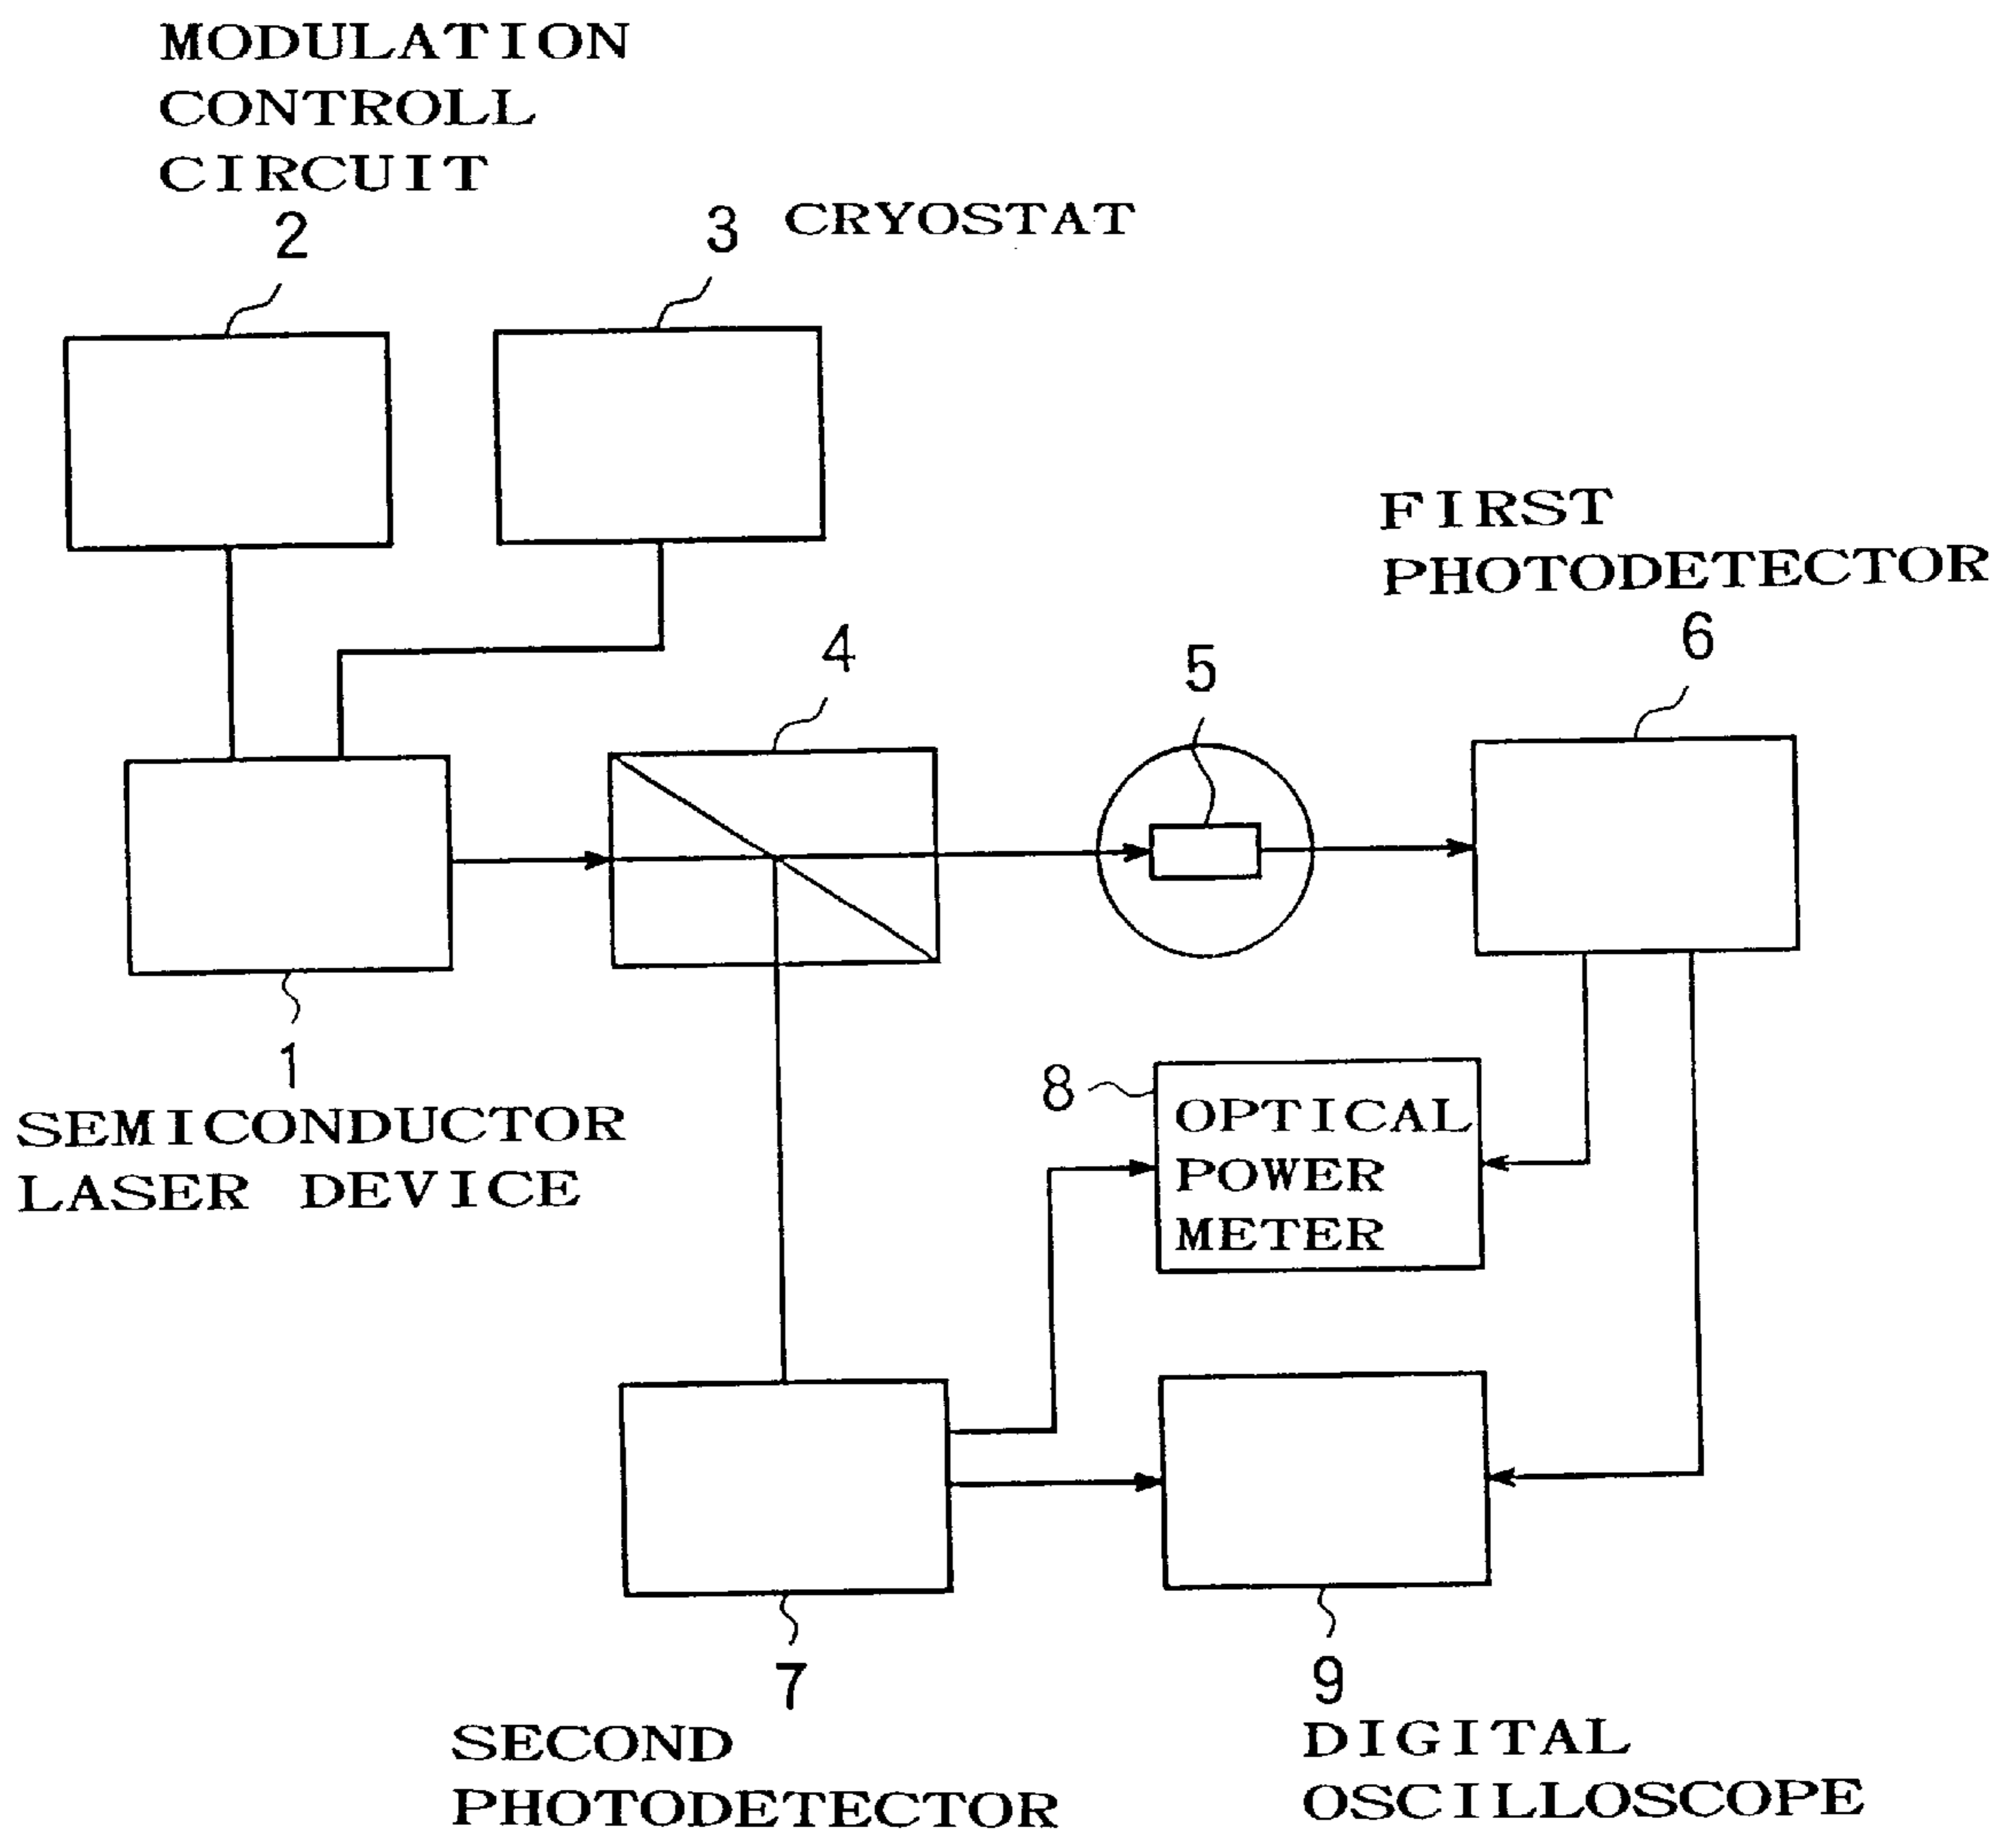 MODULATION
CONTROLL
CIRCUIT
2
3 CRYOSTAT
FIRST
PHOTODETECTOR
6
4
5
1
SEMICONDUCTOR
LASER DEVICE
8
OPTICAL
POWER
METER
7
SECOND
PHOTODETECTOR
9
DIGITAL
OSCILLOSCOPE